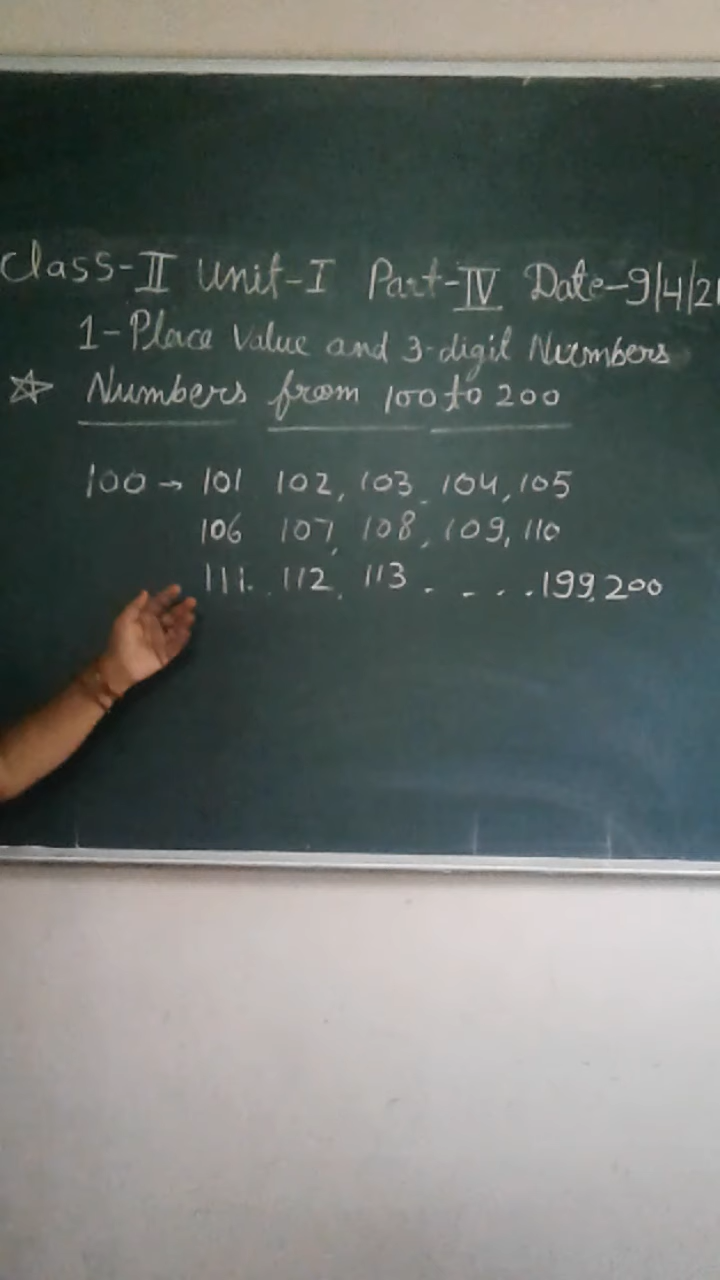 Class-II Unit-I Part-IV Date-9/4/21
1-Place Value and 3-digit Numbers
☆ Numbers from 100 to 200
100 → 101 102, 103 104, 105
106 107, 108, 109, 110
111. 112, 113 . . . . . 199, 200